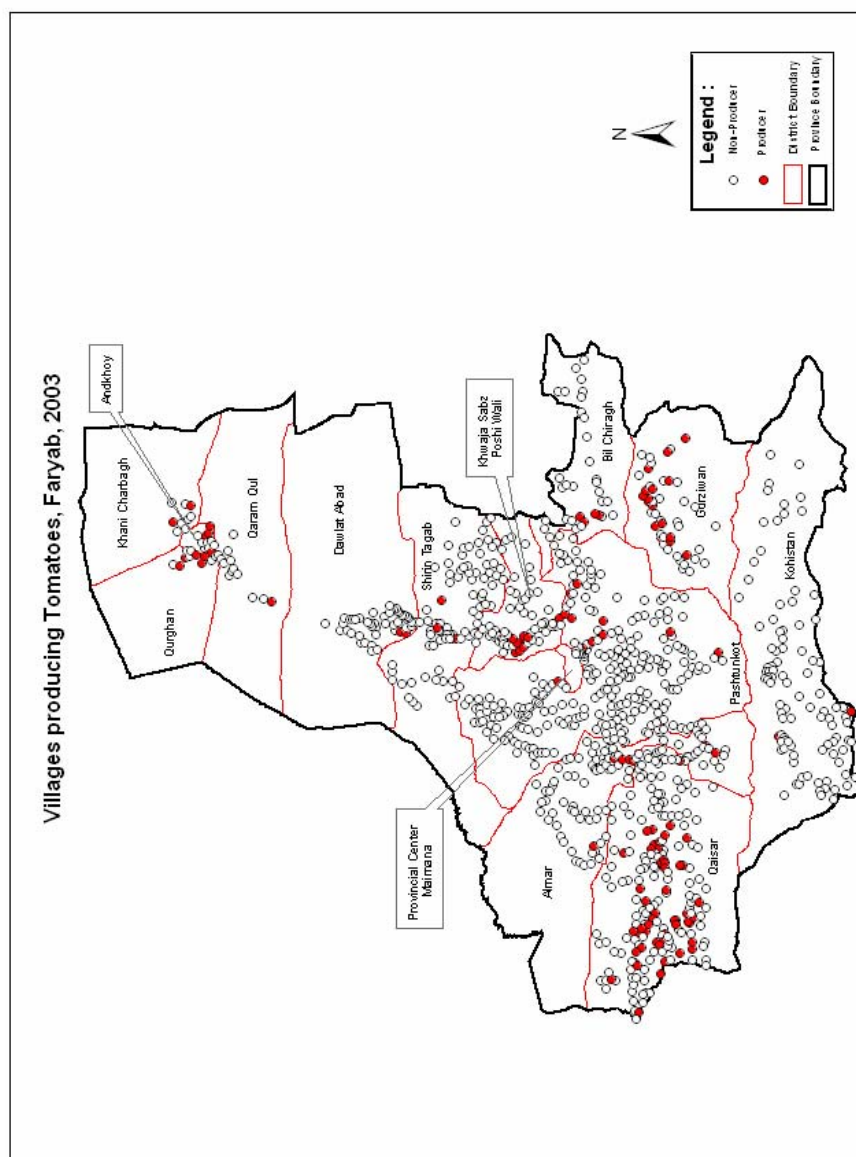 Villages producing Tomatoes, Faryab, 2003
Andkhoy
Khani Charbagh
Qurghan
Qaram Qul
Dawlat Abad
Shirin Tagab
Khwaja Sabz
Poshi Wali
Provincial Center
Maimana
Bil Chiragh
Almar
Gurziwan
Pashtunkot
Qaisar
Kohistan
N
Legend :
Non-Producer
Producer
District Boundary
Province Boundary